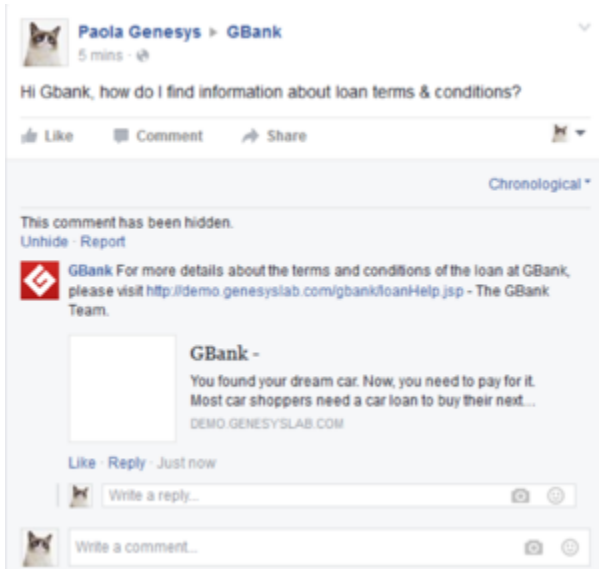 Paola Genesys ▸ GBank
5 mins ·
Hi Gbank, how do I find information about loan terms & conditions?
Like Comment Share
Chronological
This comment has been hidden.
Unhide · Report
GBank For more details about the terms and conditions of the loan at GBank,
please visit http://demo.genesyslab.com/gbank/loanHelp.jsp - The GBank
Team.
GBank -
You found your dream car. Now, you need to pay for it.
Most car shoppers need a car loan to buy their next...
DEMO.GENESYSLAB.COM
Like · Reply · Just now
Write a reply...
Write a comment...